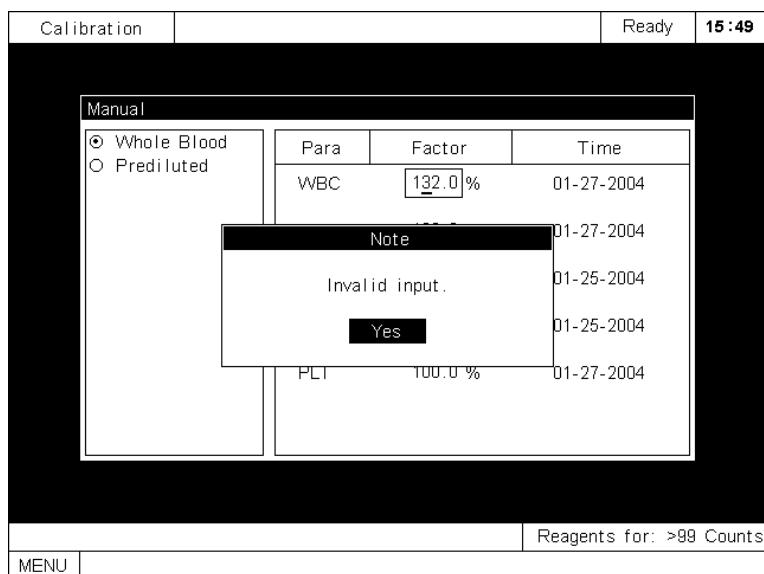 Calibration Ready 15:49
Manual
Whole Blood
Prediluted
Para Factor Time
WBC 132.0 % 01-27-2004
01-27-2004
Note
Invalid input.
01-25-2004
Yes
01-25-2004
PLT 100.0 % 01-27-2004
Reagents for: >99 Counts
MENU